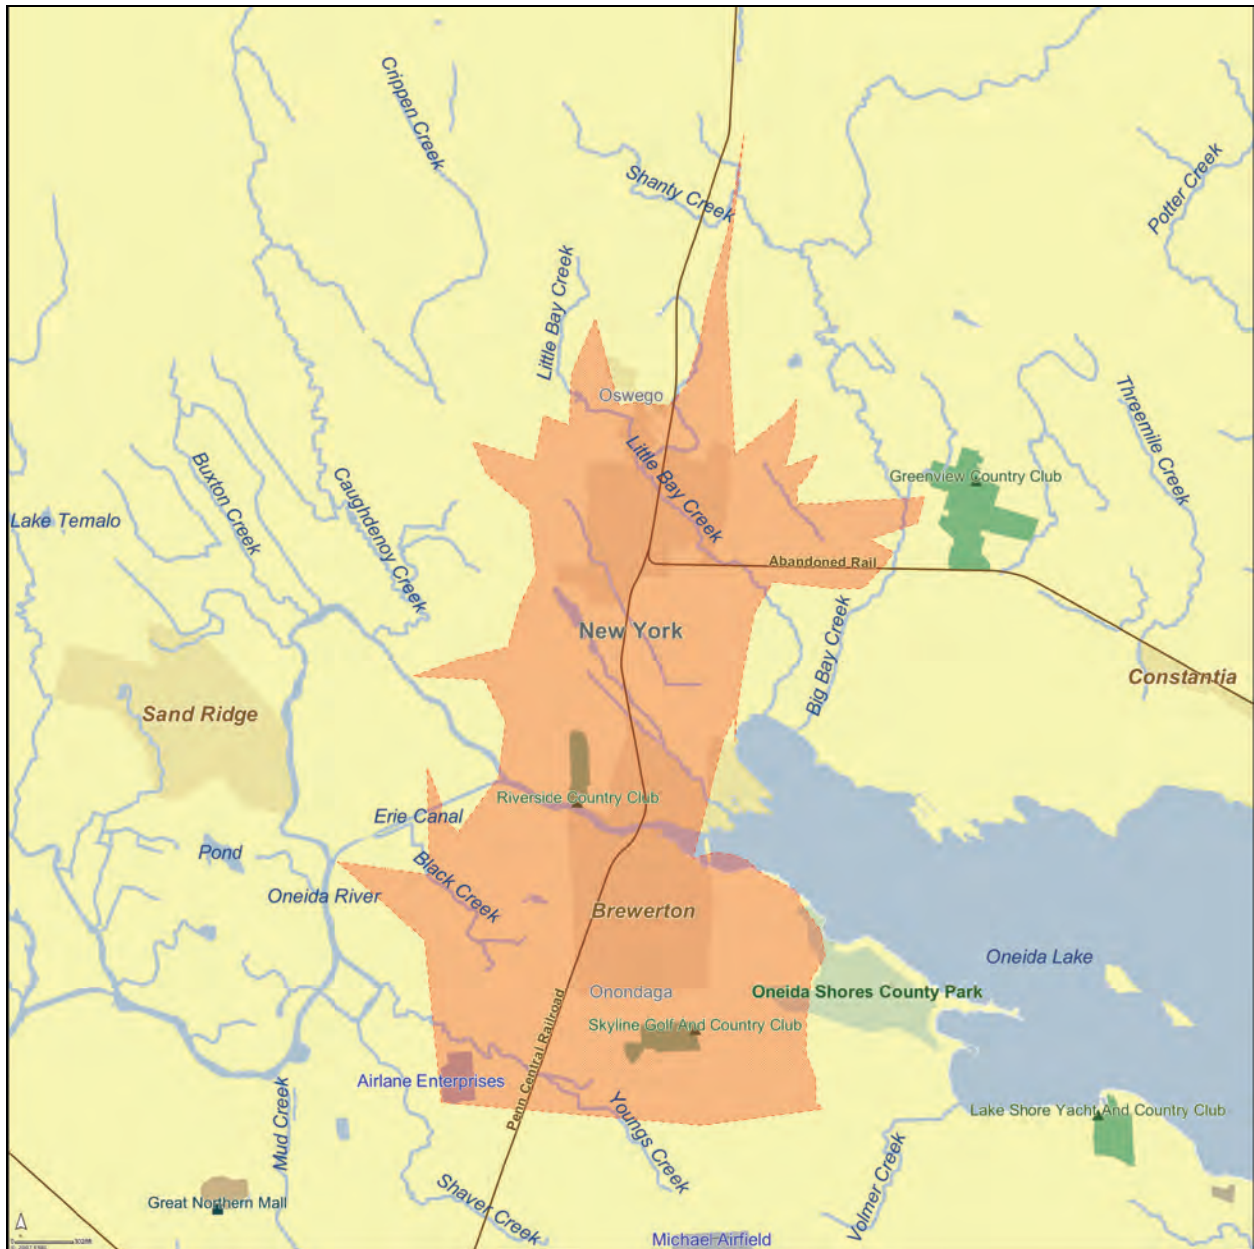 Crippen Creek
Shanty Creek
Potter Creek
Little Bay Creek
Oswego
Threemile Creek
Little Bay Creek
Greenview Country Club
Buxton Creek
Caughdenoy Creek
Lake Temalo
Abandoned Rail
New York
Big Bay Creek
Constantia
Sand Ridge
Riverside Country Club
Erie Canal
Pond
Black Creek
Oneida River
Brewerton
Oneida Lake
Onondaga
Oneida Shores County Park
Skyline Golf And Country Club
Penn Central Railroad
Airlane Enterprises
Mud Creek
Youngs Creek
Lake Shore Yacht And Country Club
Volmer Creek
Great Northern Mall
Shaver Creek
Michael Airfield